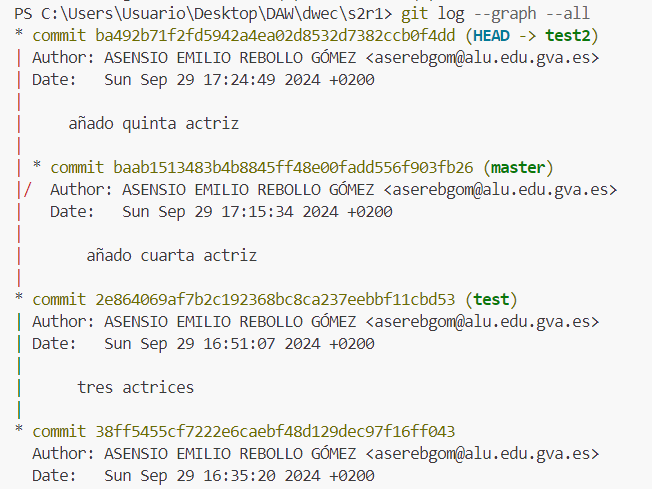 PS C:\Users\Usuario\Desktop\DAW\dwec\s2r1> git log --graph --all
* commit ba492b71f2fd5942a4ea02d8532d7382ccb0f4dd (HEAD -> test2)
| Author: ASENSIO EMILIO REBOLLO GÓMEZ <aserebgom@alu.edu.gva.es>
| Date:   Sun Sep 29 17:24:49 2024 +0200
|
|     añado quinta actriz
|
| * commit baab1513483b4b8845ff48e00fadd556f903fb26 (master)
|/  Author: ASENSIO EMILIO REBOLLO GÓMEZ <aserebgom@alu.edu.gva.es>
|   Date:   Sun Sep 29 17:15:34 2024 +0200
|
|       añado cuarta actriz
|
* commit 2e864069af7b2c192368bc8ca237eebbf11cbd53 (test)
| Author: ASENSIO EMILIO REBOLLO GÓMEZ <aserebgom@alu.edu.gva.es>
| Date:   Sun Sep 29 16:51:07 2024 +0200
|
|      tres actrices
|
* commit 38ff5455cf7222e6caebf48d129dec97f16ff043
  Author: ASENSIO EMILIO REBOLLO GÓMEZ <aserebgom@alu.edu.gva.es>
  Date:   Sun Sep 29 16:35:20 2024 +0200